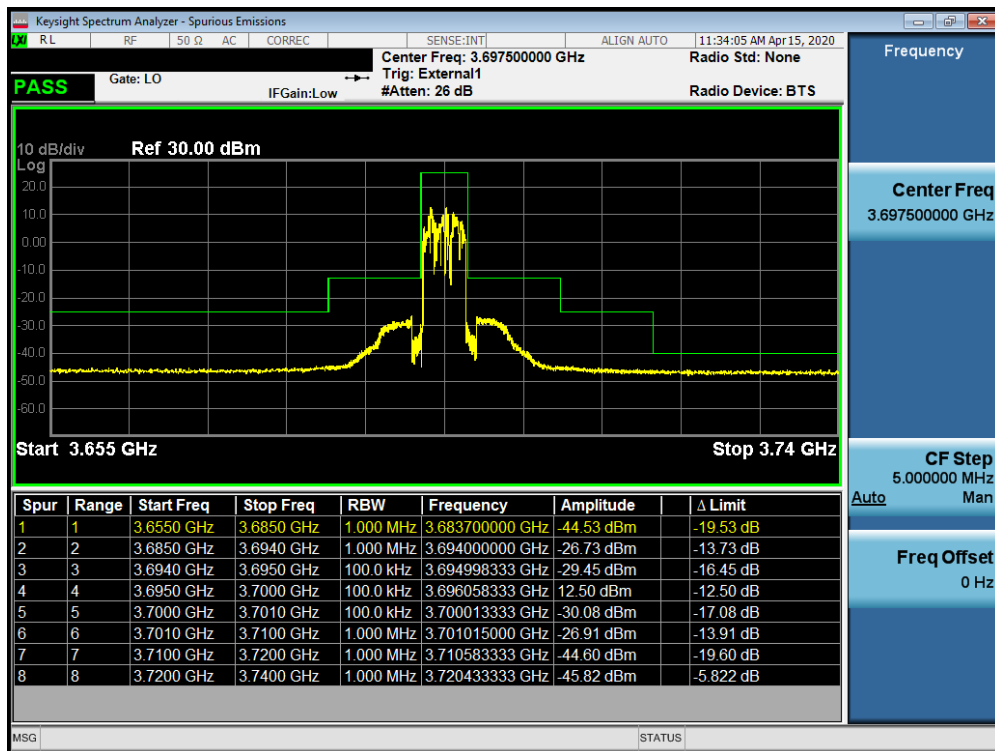 Keysight Spectrum Analyzer - Spurious Emissions
LXI RL RF 50 Ω AC CORREC SENSE:INT ALIGN AUTO 11:34:05 AM Apr 15, 2020
Center Freq: 3.697500000 GHz Radio Std: None
Gate: LO Trig: External1
PASS IFGain:Low #Atten: 26 dB Radio Device: BTS
10 dB/div Ref 30.00 dBm
Log
20.0
10.0
0.00
-10.0
-20.0
-30.0
-40.0
-50.0
-60.0
Start 3.655 GHz Stop 3.74 GHz
Spur Range Start Freq Stop Freq RBW Frequency Amplitude Δ Limit
1 1 3.6550 GHz 3.6850 GHz 1.000 MHz 3.683700000 GHz -44.53 dBm -19.53 dB
2 2 3.6850 GHz 3.6940 GHz 1.000 MHz 3.694000000 GHz -26.73 dBm -13.73 dB
3 3 3.6940 GHz 3.6950 GHz 100.0 kHz 3.694998333 GHz -29.45 dBm -16.45 dB
4 4 3.6950 GHz 3.7000 GHz 100.0 kHz 3.696058333 GHz 12.50 dBm -12.50 dB
5 5 3.7000 GHz 3.7010 GHz 100.0 kHz 3.700013333 GHz -30.08 dBm -17.08 dB
6 6 3.7010 GHz 3.7100 GHz 1.000 MHz 3.701015000 GHz -26.91 dBm -13.91 dB
7 7 3.7100 GHz 3.7200 GHz 1.000 MHz 3.710583333 GHz -44.60 dBm -19.60 dB
8 8 3.7200 GHz 3.7400 GHz 1.000 MHz 3.720433333 GHz -45.82 dBm -5.822 dB
MSG STATUS
Frequency
Center Freq
3.697500000 GHz
CF Step
5.000000 MHz
Auto Man
Freq Offset
0 Hz